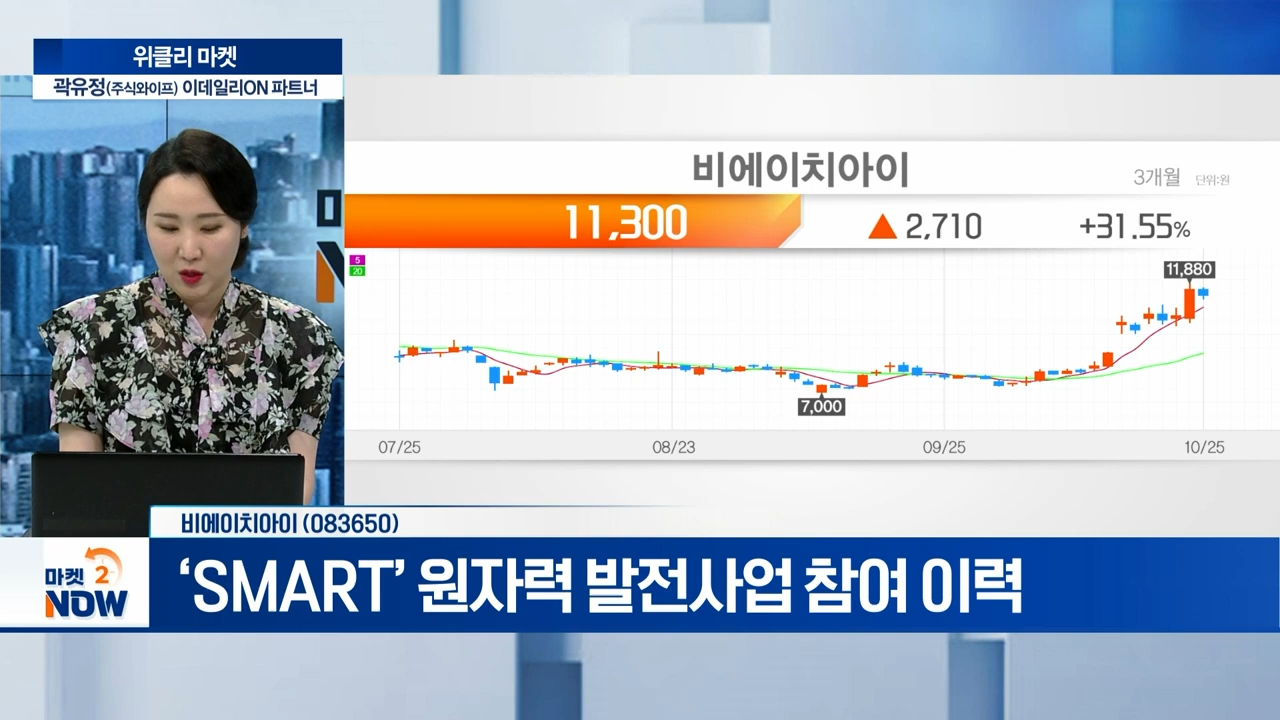 위클리 마켓
곽유정(주식와이프) 이데일리ON 파트너
비에이치아이
3개월 단위:원
11,300 ▲ 2,710 +31.55%
5
20
11,880
7,000
07/25 08/23 09/25 10/25
비에이치아이 (083650)
‘SMART’ 원자력 발전사업 참여 이력
마켓 2
NOW